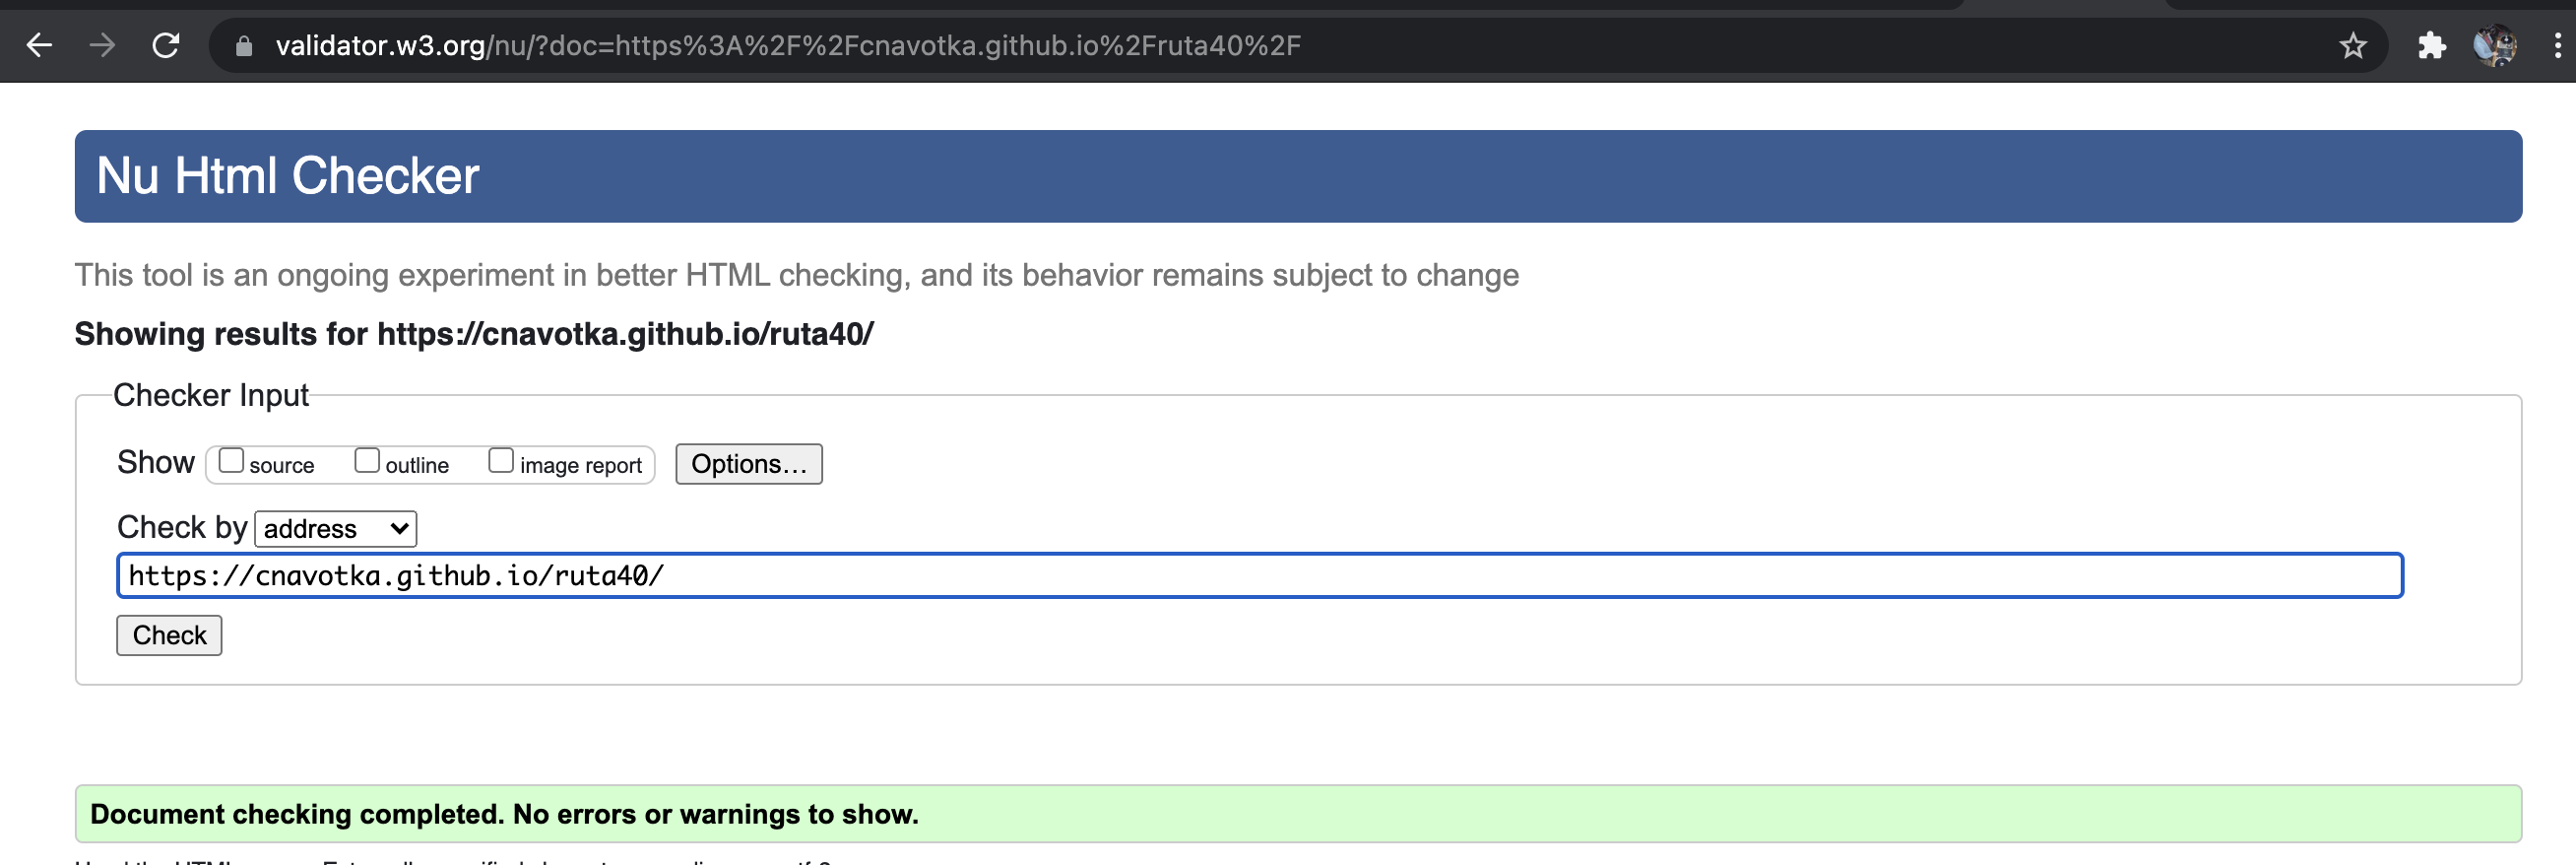 validator.w3.org/nu/?doc=https%3A%2F%2Fcnavotka.github.io%2Fruta40%2F
Nu Html Checker
This tool is an ongoing experiment in better HTML checking, and its behavior remains subject to change
Showing results for https://cnavotka.github.io/ruta40/
Checker Input
Show source outline image report Options...
Check by address
https://cnavotka.github.io/ruta40/
Check
Document checking completed. No errors or warnings to show.